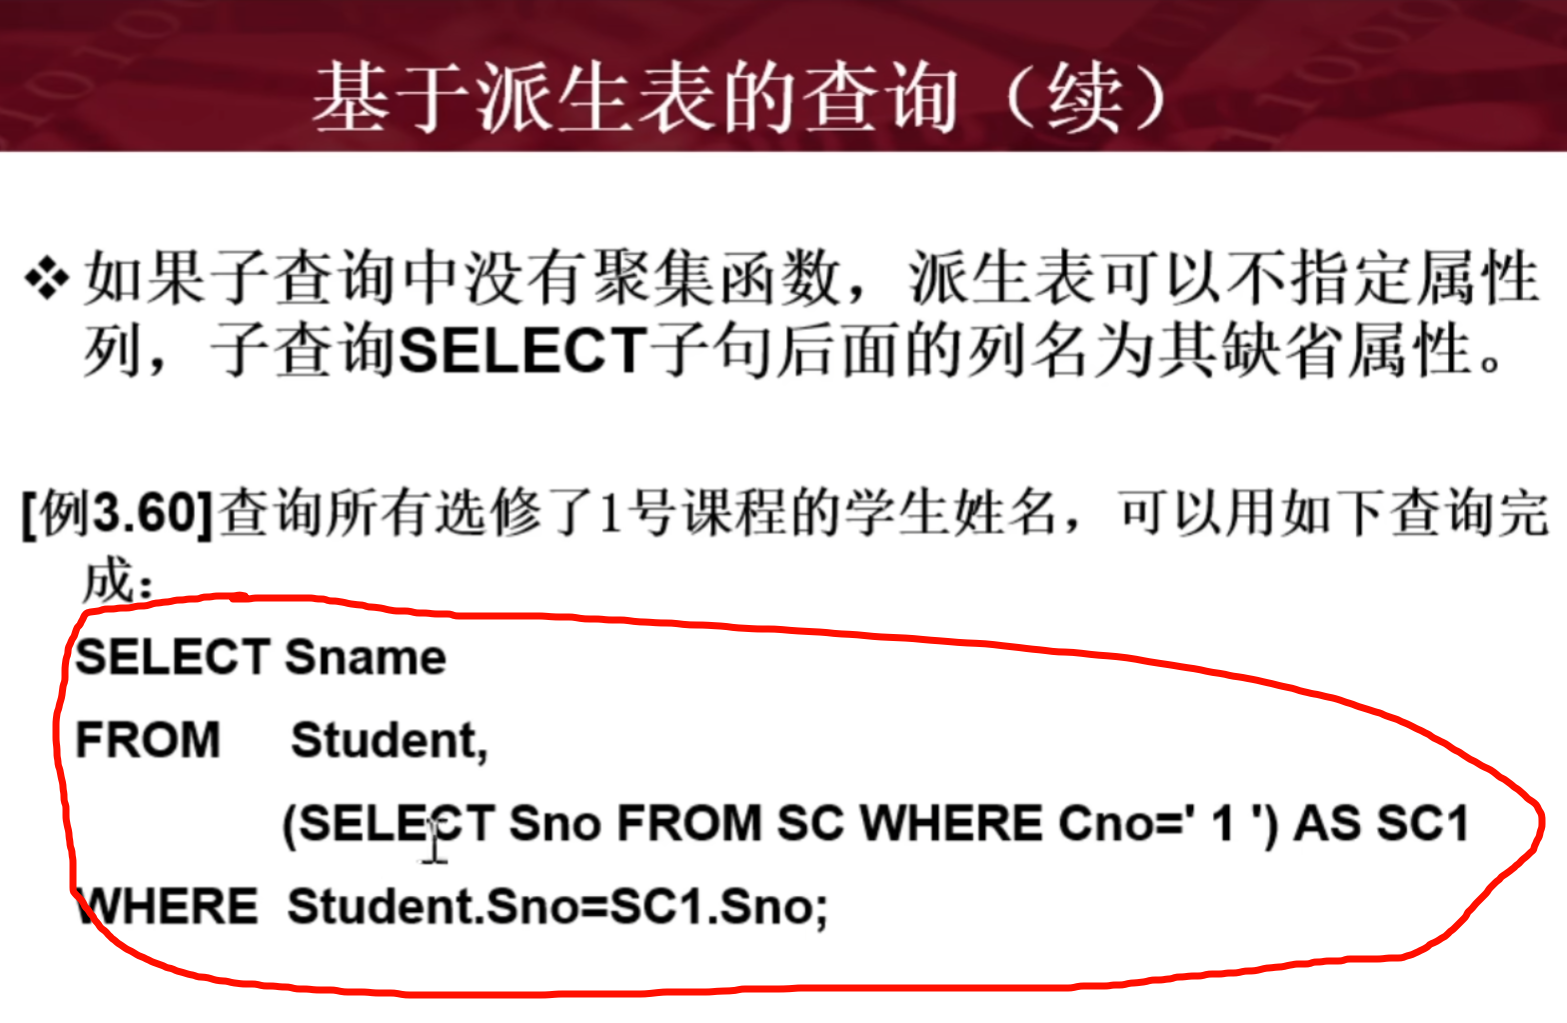 基于派生表的查询（续）
❖如果子查询中没有聚集函数，派生表可以不指定属性
列，子查询SELECT子句后面的列名为其缺省属性。
[例3.60]查询所有选修了1号课程的学生姓名，可以用如下查询完
成：
SELECT Sname
FROM Student,
(SELECT Sno FROM SC WHERE Cno=' 1 ') AS SC1
WHERE Student.Sno=SC1.Sno;